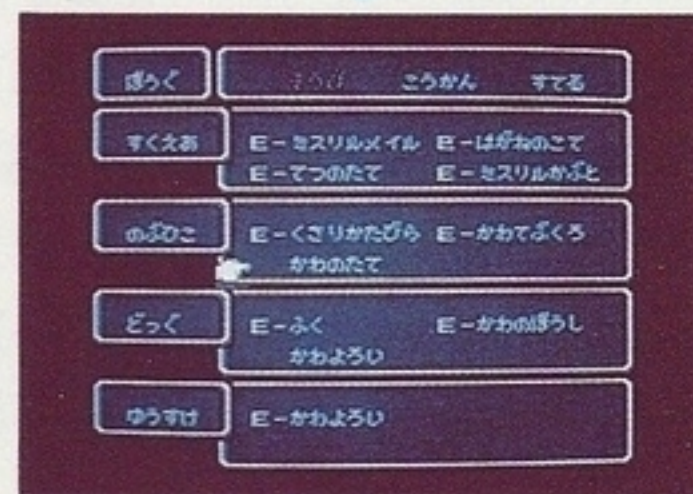 ぼうぐ そうび こうかん すてる
すくえあ E-ミスリルメイル E-はがねのこて
E-てつのたて E-ミスリルかぶと
のぶひこ E-くさりかたびら E-かわてぶくろ
かわのたて
どっぐ E-ふく E-かわのぼうし
かわよろい
ゆうすけ E-かわよろい